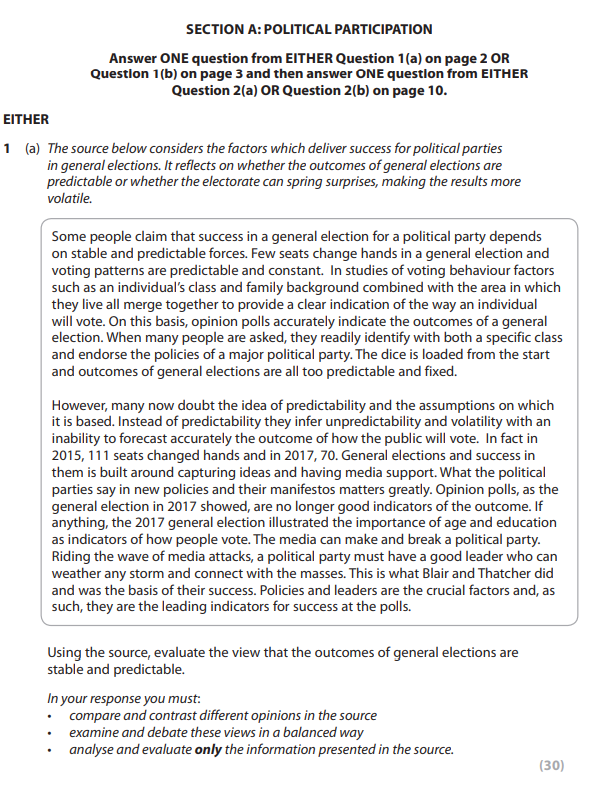 SECTION A: POLITICAL PARTICIPATION
Answer ONE question from EITHER Question 1(a) on page 2 OR
Question 1(b) on page 3 and then answer ONE question from EITHER
Question 2(a) OR Question 2(b) on page 10.
EITHER
1 (a) The source below considers the factors which deliver success for political parties
in general elections. It reflects on whether the outcomes of general elections are
predictable or whether the electorate can spring surprises, making the results more
volatile.
Some people claim that success in a general election for a political party depends
on stable and predictable forces. Few seats change hands in a general election and
voting patterns are predictable and constant. In studies of voting behaviour factors
such as an individual's class and family background combined with the area in which
they live all merge together to provide a clear indication of the way an individual
will vote. On this basis, opinion polls accurately indicate the outcomes of a general
election. When many people are asked, they readily identify with both a specific class
and endorse the policies of a major political party. The dice is loaded from the start
and outcomes of general elections are all too predictable and fixed.
However, many now doubt the idea of predictability and the assumptions on which
it is based. Instead of predictability they infer unpredictability and volatility with an
inability to forecast accurately the outcome of how the public will vote. In fact in
2015, 111 seats changed hands and in 2017, 70. General elections and success in
them is built around capturing ideas and having media support. What the political
parties say in new policies and their manifestos matters greatly. Opinion polls, as the
general election in 2017 showed, are no longer good indicators of the outcome. If
anything, the 2017 general election illustrated the importance of age and education
as indicators of how people vote. The media can make and break a political party.
Riding the wave of media attacks, a political party must have a good leader who can
weather any storm and connect with the masses. This is what Blair and Thatcher did
and was the basis of their success. Policies and leaders are the crucial factors and, as
such, they are the leading indicators for success at the polls.
Using the source, evaluate the view that the outcomes of general elections are
stable and predictable.
In your response you must:
• compare and contrast different opinions in the source
• examine and debate these views in a balanced way
• analyse and evaluate only the information presented in the source.
(30)